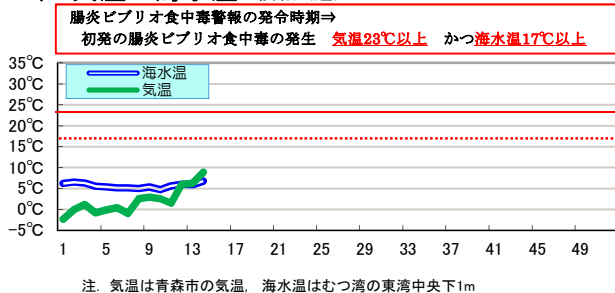 腸炎ビブリオ食中毒警報の発令時期⇒
初発の腸炎ビブリオ食中毒の発生 気温23℃以上 かつ海水温17℃以上
35℃
30℃
25℃
20℃
15℃
10℃
5℃
0℃
-5℃
海水温
気温
1 5 9 13 17 21 25 29 33 37 41 45 49
注. 気温は青森市の気温, 海水温はむつ湾の東湾中央下1m